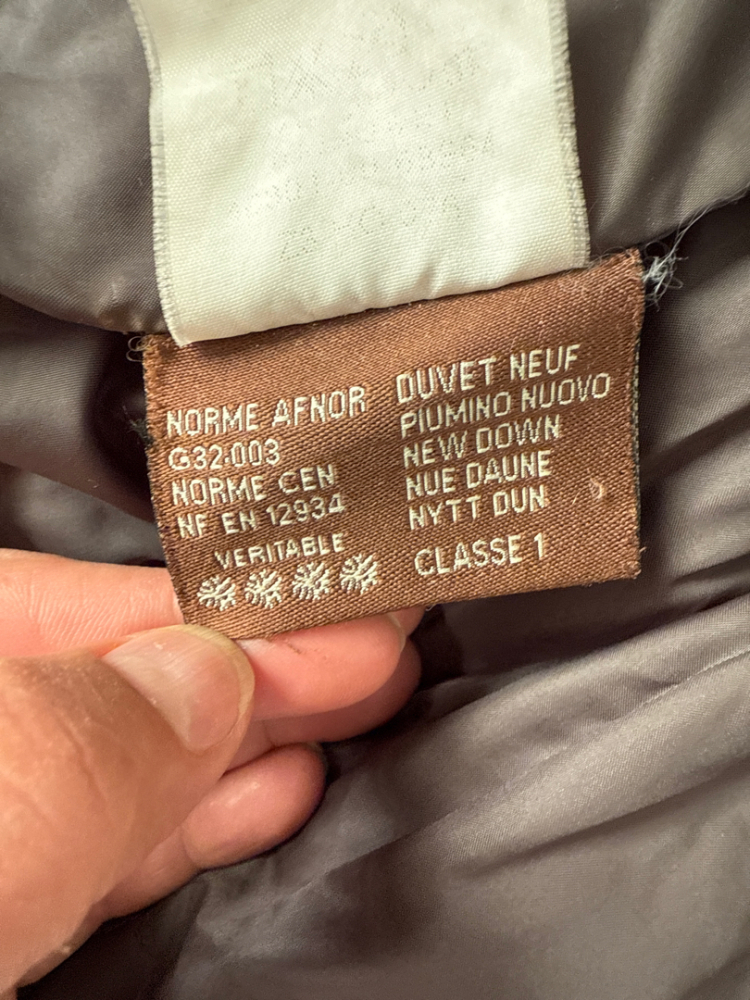 NORME AFNOR
G32-003
NORME CEN
NF EN 12934
VERITABLE
DUVET NEUF
PIUMINO NUOVO
NEW DOWN
NUE DAUNE
NYTT DUN
CLASSE 1